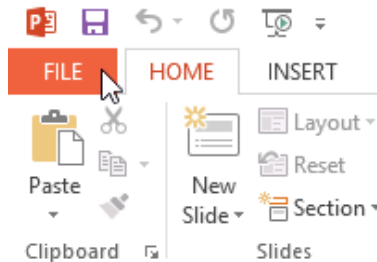 FILE HOME INSERT
Layout
Reset
Paste New
Slide Section
Clipboard Slides